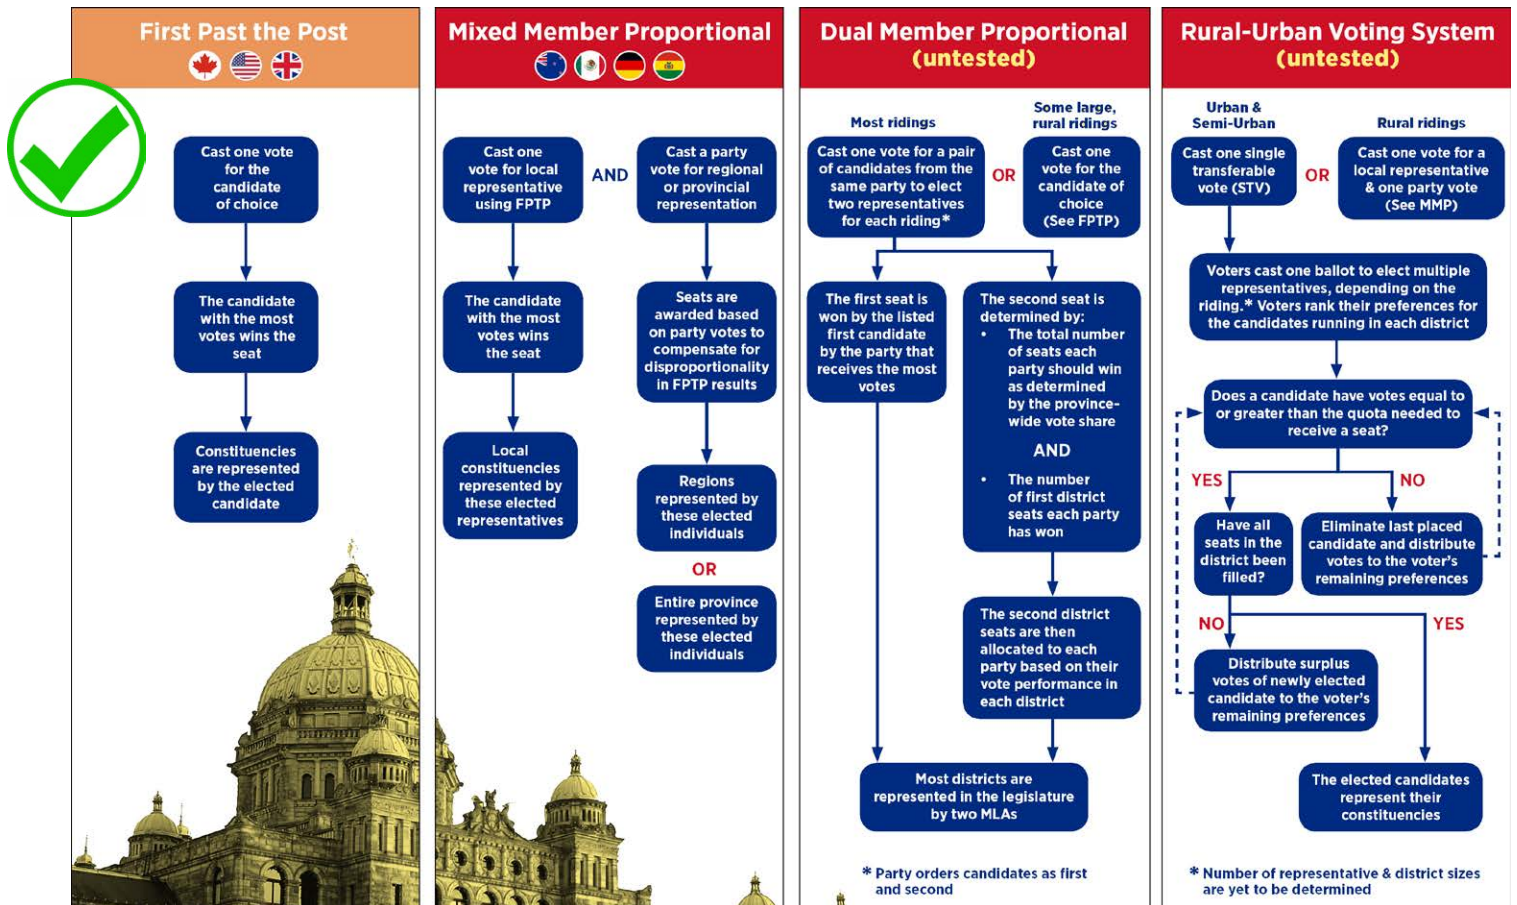 First Past the Post
Cast one vote
for the
candidate
of choice
The candidate
with the most
votes wins the
seat
Constituencies
are represented
by the elected
candidate
Mixed Member Proportional
Cast one
vote for local
representative
using FPTP
AND
Cast a party
vote for regional
or provincial
representation
The candidate
with the most
votes wins
the seat
Seats are
awarded based
on party votes to
compensate for
disproportionality
in FPTP results
Local
constituencies
represented by
these elected
representatives
Regions
represented by
these elected
individuals
OR
Entire province
represented by
these elected
individuals
Dual Member Proportional
(untested)
Most ridings
Some large,
rural ridings
Cast one vote for a pair
of candidates from the
same party to elect
two representatives
for each riding*
OR
Cast one
vote for the
candidate of
choice
(See FPTP)
The first seat is
won by the listed
first candidate
by the party that
receives the most
votes
The second seat is
determined by:
• The total number
of seats each
party should win
as determined
by the province-
wide vote share
AND
• The number
of first district
seats each party
has won
The second district
seats are then
allocated to each
party based on their
vote performance in
each district
Most districts are
represented in the legislature
by two MLAs
* Party orders candidates as first
and second
Rural-Urban Voting System
(untested)
Urban &
Semi-Urban
Rural ridings
Cast one single
transferable
vote (STV)
OR
Cast one vote for a
local representative
& one party vote
(See MMP)
Voters cast one ballot to elect multiple
representatives, depending on the
riding.* Voters rank their preferences for
the candidates running in each district
Does a candidate have votes equal to
or greater than the quota needed to
receive a seat?
YES
NO
Have all
seats in the
district been
filled?
Eliminate last placed
candidate and distribute
votes to the voter's
remaining preferences
NO
YES
Distribute surplus
votes of newly elected
candidate to the voter's
remaining preferences
The elected candidates
represent their
constituencies
* Number of representative & district sizes
are yet to be determined